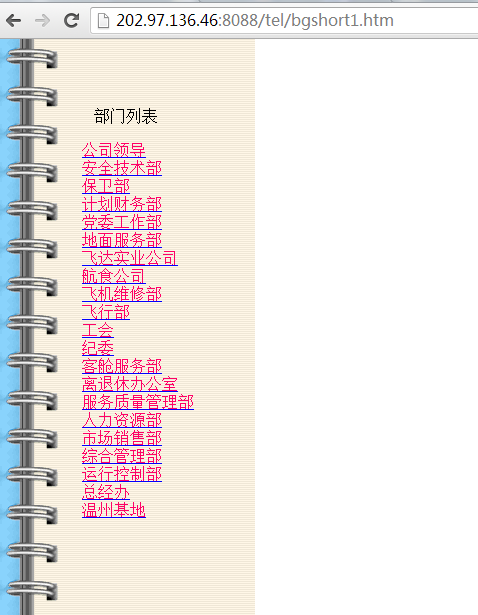 202.97.136.46:8088/tel/bgshort1.htm
部门列表
公司领导
安全技术部
保卫部
计划财务部
党委工作部
地面服务部
飞达实业公司
航食公司
飞机维修部
飞行部
工会
纪委
客舱服务部
离退休办公室
服务质量管理部
人力资源部
市场销售部
综合管理部
运行控制部
总经办
温州基地